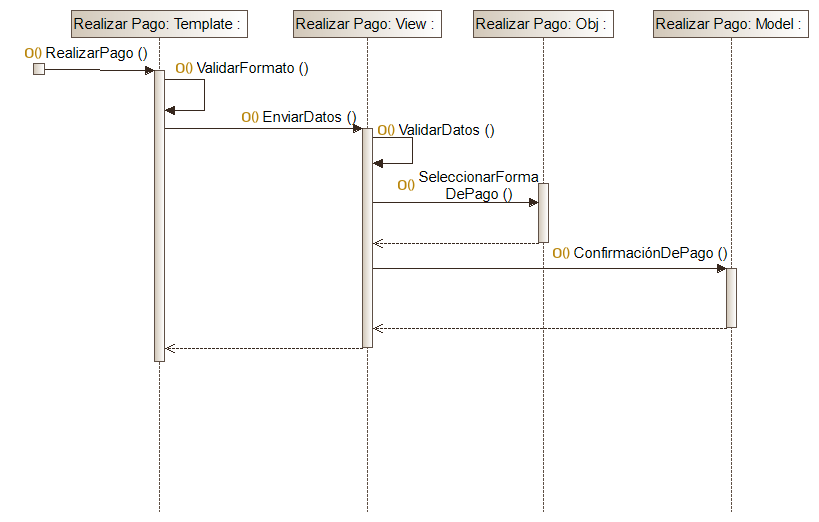 Realizar Pago: Template :
Realizar Pago: View :
Realizar Pago: Obj :
Realizar Pago: Model :
O() RealizarPago ()
O() ValidarFormato ()
O() EnviarDatos ()
O() ValidarDatos ()
O() SeleccionarForma
DePago ()
O() ConfirmaciónDePago ()